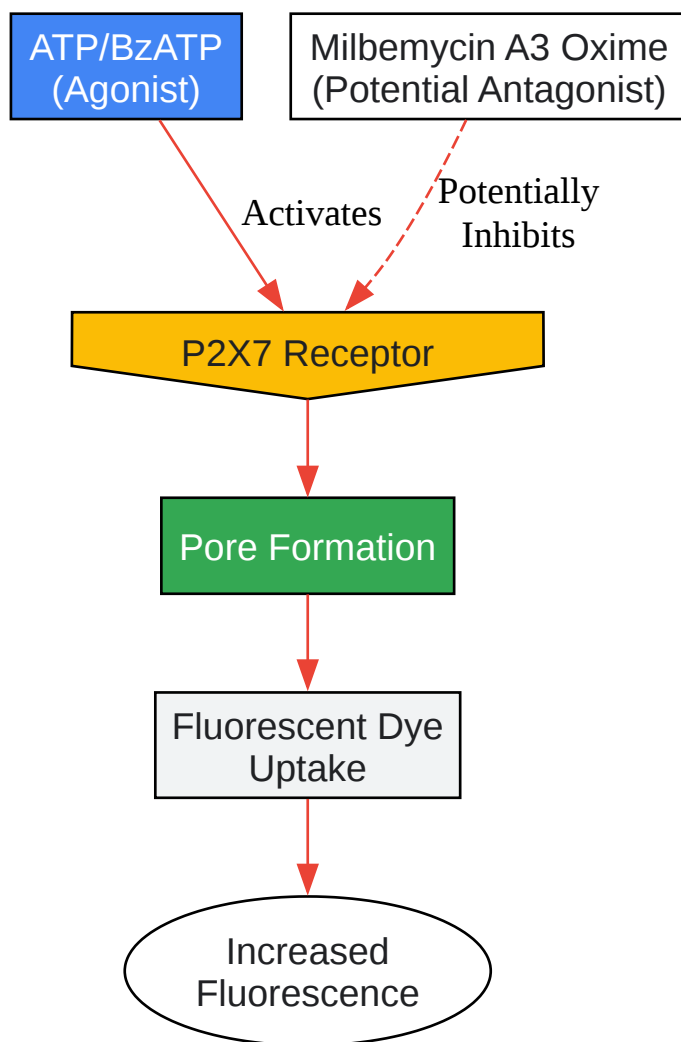 ATP/BzATP
(Agonist)
Milbemycin A3 Oxime
(Potential Antagonist)
Activates
Potentially
Inhibits
P2X7 Receptor
Pore Formation
Fluorescent Dye
Uptake
Increased
Fluorescence